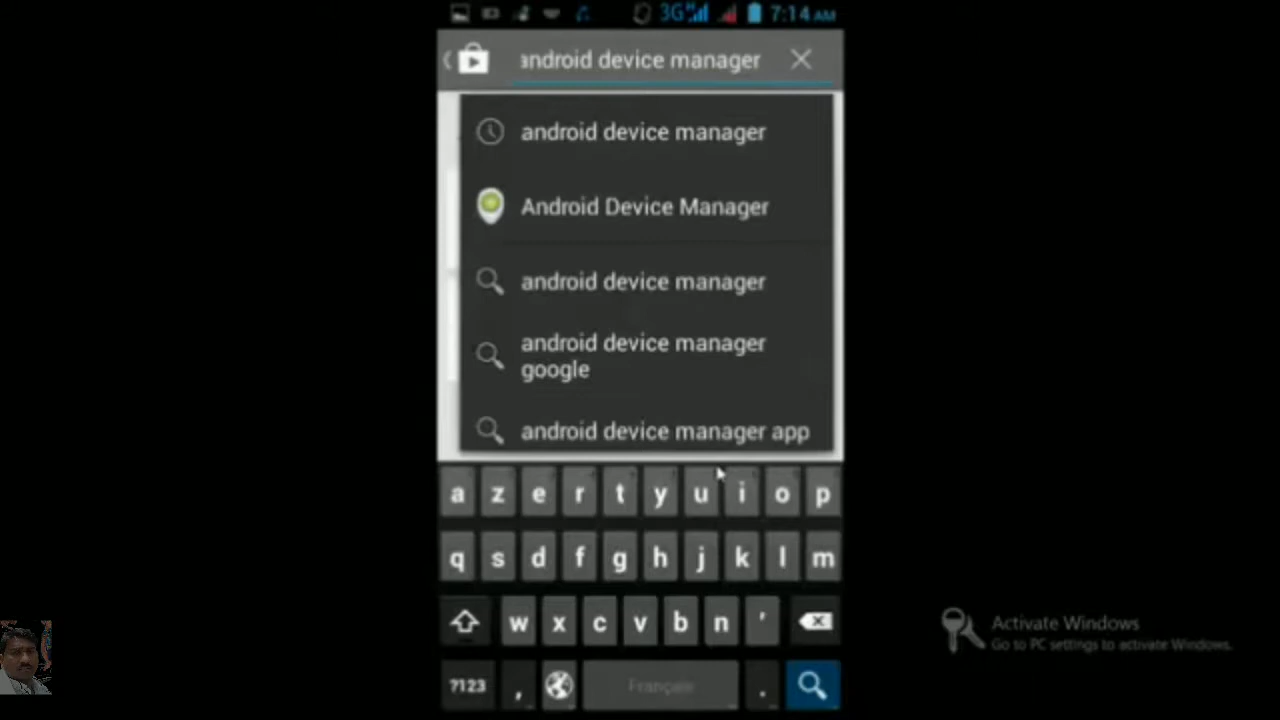 3G H 7:14 AM
android device manager
android device manager
Android Device Manager
android device manager
android device manager
google
android device manager app
a z e r t y u i o p
q s d f g h j k l m
w x c v b n '
?123 , Français .
Activate Windows
Go to PC settings to activate Windows.